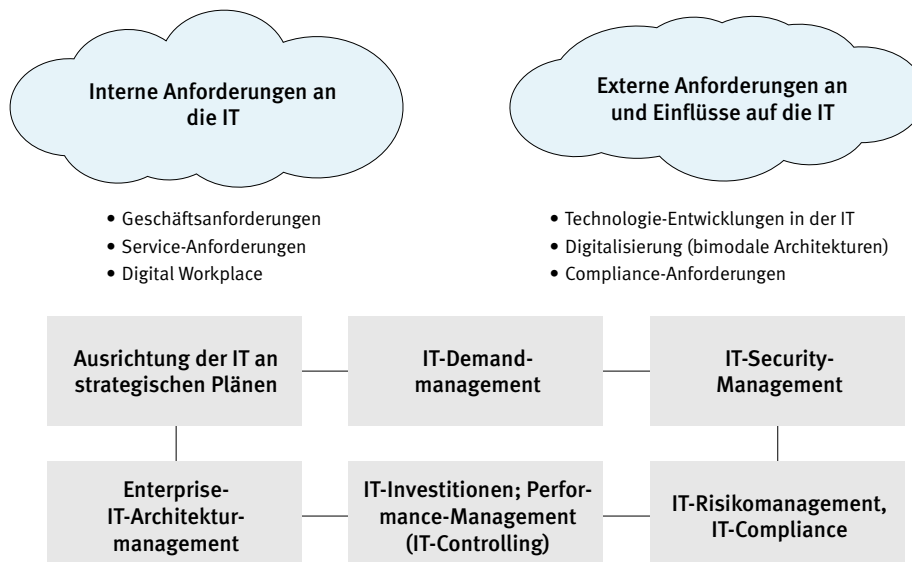 Interne Anforderungen an
die IT
Externe Anforderungen an
und Einflüsse auf die IT
• Geschäftsanforderungen
• Service-Anforderungen
• Digital Workplace
• Technologie-Entwicklungen in der IT
• Digitalisierung (bimodale Architekturen)
• Compliance-Anforderungen
Ausrichtung der IT an
strategischen Plänen
IT-Demand-
management
IT-Security-
Management
Enterprise-
IT-Architektur-
management
IT-Investitionen; Perfor-
mance-Management
(IT-Controlling)
IT-Risikomanagement,
IT-Compliance